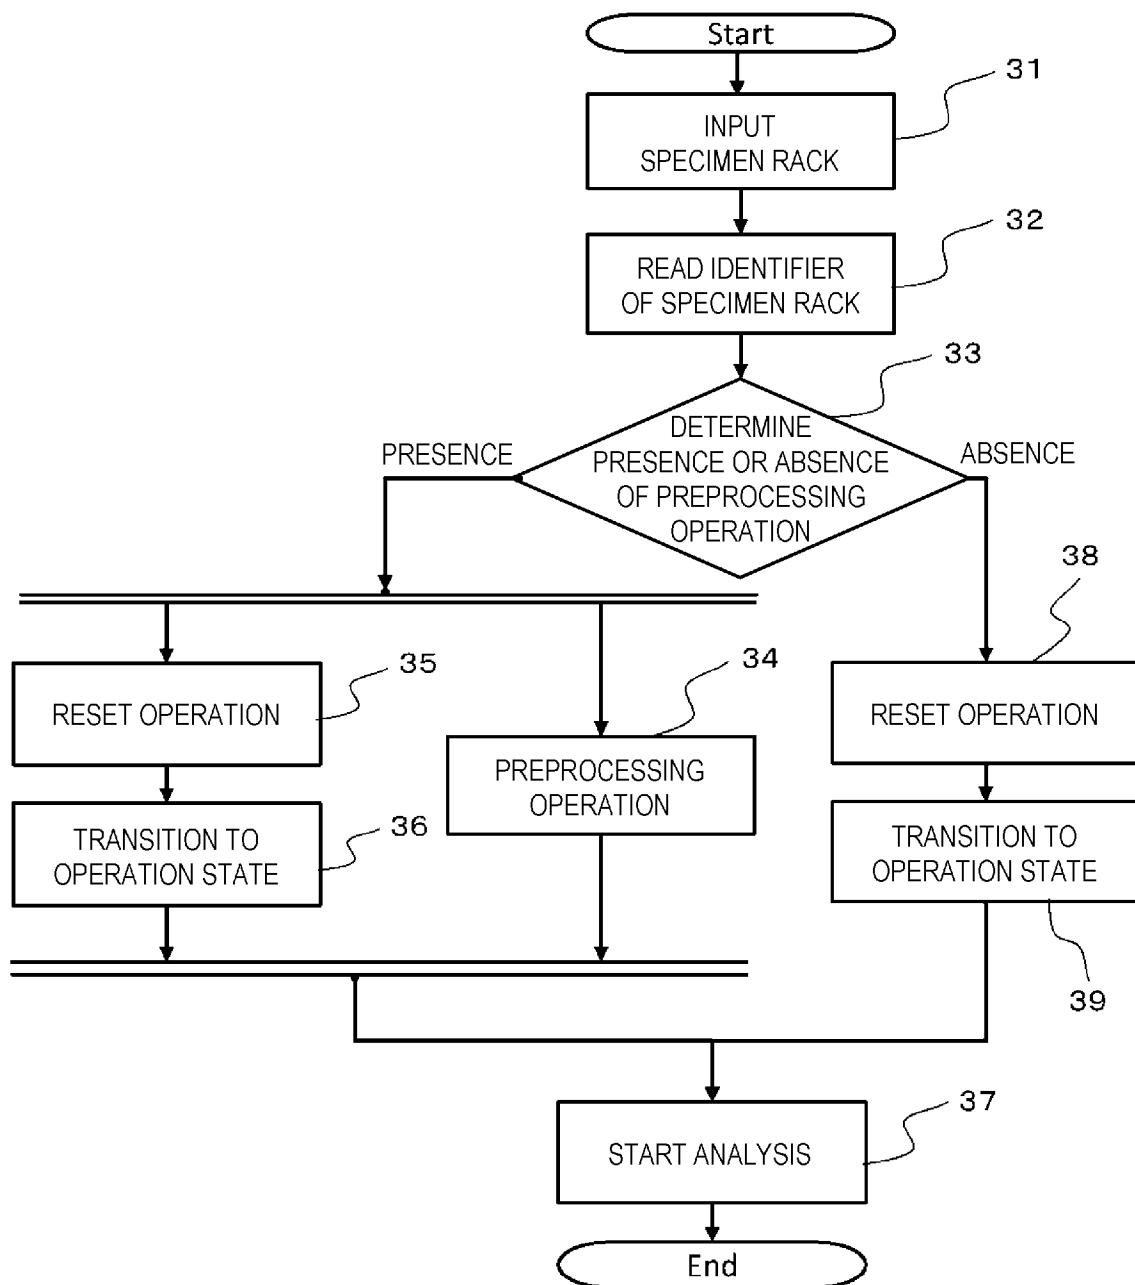 Start
31
INPUT
SPECIMEN RACK
32
READ IDENTIFIER
OF SPECIMEN RACK
33
DETERMINE
PRESENCE OR ABSENCE
OF PREPROCESSING
OPERATION
PRESENCE
ABSENCE
35
RESET OPERATION
34
PREPROCESSING
OPERATION
38
RESET OPERATION
36
TRANSITION TO
OPERATION STATE
TRANSITION TO
OPERATION STATE
39
37
START ANALYSIS
End